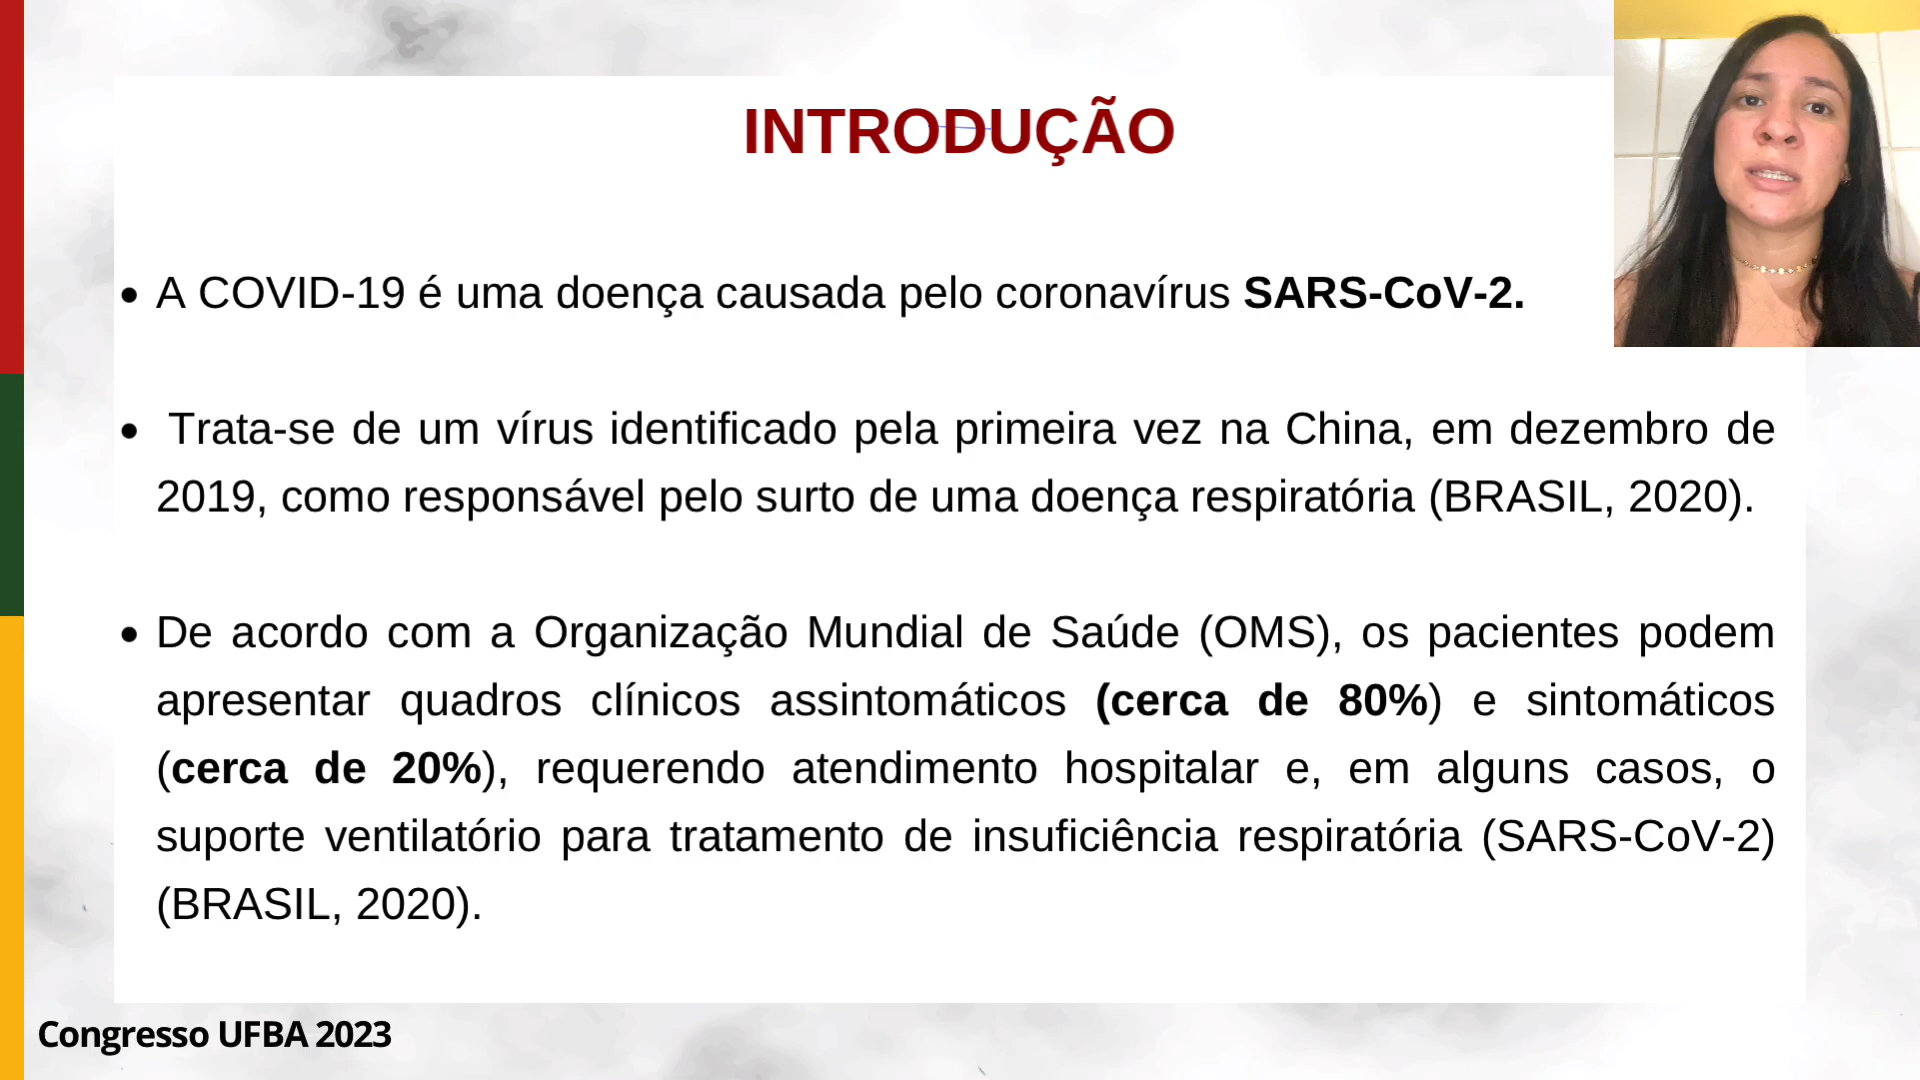 INTRODUÇÃO
• A COVID-19 é uma doença causada pelo coronavírus SARS-CoV-2.
• Trata-se de um vírus identificado pela primeira vez na China, em dezembro de
2019, como responsável pelo surto de uma doença respiratória (BRASIL, 2020).
• De acordo com a Organização Mundial de Saúde (OMS), os pacientes podem
apresentar quadros clínicos assintomáticos (cerca de 80%) e sintomáticos
(cerca de 20%), requerendo atendimento hospitalar e, em alguns casos, o
suporte ventilatório para tratamento de insuficiência respiratória (SARS-CoV-2)
(BRASIL, 2020).
Congresso UFBA 2023